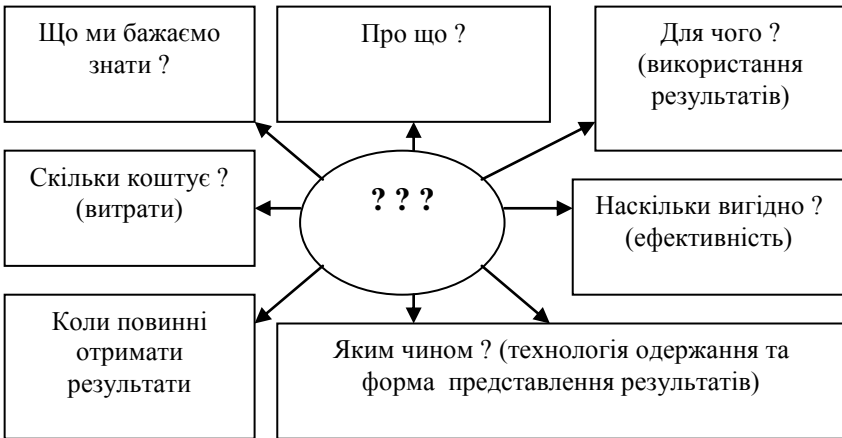 Що ми бажаємо
знати ?
Про що ?
Для чого ?
(використання
результатів)
Скільки коштує ?
(витрати)
? ? ?
Наскільки вигідно ?
(ефективність)
Коли повинні
отримати
результати
Яким чином ? (технологія одержання та
форма представлення результатів)